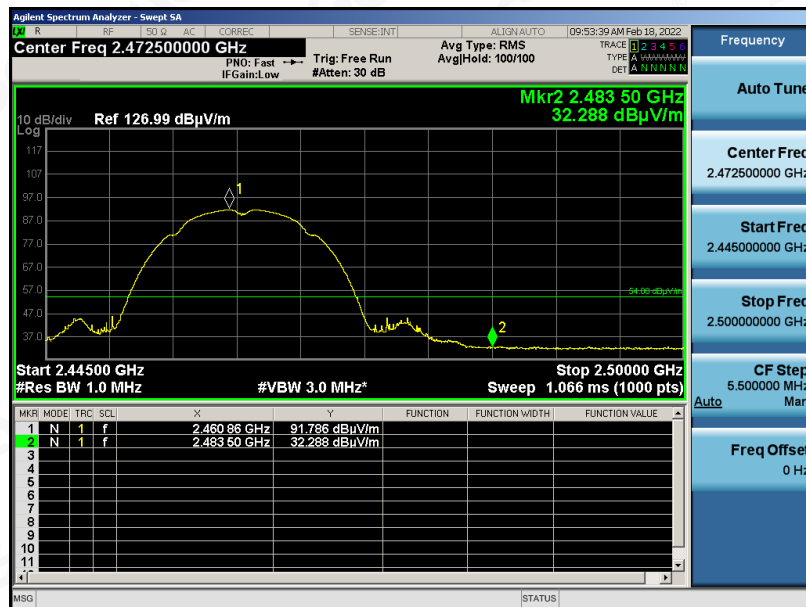 Agilent Spectrum Analyzer - Swept SA
LXI R RF 50 Ω AC CORREC SENSE:INT ALIGN AUTO 09:53:39 AM Feb 18, 2022
Center Freq 2.472500000 GHz
PNO: Fast
IFGain:Low
Trig: Free Run
#Atten: 30 dB
Avg Type: RMS
Avg|Hold: 100/100
TRACE 1 2 3 4 5 6
TYPE A WWWWW
DET A N N N N N
Mkr2 2.483 50 GHz
32.288 dBµV/m
10 dB/div Ref 126.99 dBµV/m
Log
117
107
97.0
87.0
77.0
67.0
57.0
47.0
37.0
1
54.00 dBµV/m
2
Start 2.44500 GHz Stop 2.50000 GHz
#Res BW 1.0 MHz #VBW 3.0 MHz* Sweep 1.066 ms (1000 pts)
MKR MODE TRC SCL X Y FUNCTION FUNCTION WIDTH FUNCTION VALUE
1 N 1 f 2.460 86 GHz 91.786 dBµV/m
2 N 1 f 2.483 50 GHz 32.288 dBµV/m
3
4
5
6
7
8
9
10
11
MSG STATUS
Frequency
Auto Tune
Center Freq
2.472500000 GHz
Start Freq
2.445000000 GHz
Stop Freq
2.500000000 GHz
CF Step
5.500000 MHz
Auto Man
Freq Offset
0 Hz